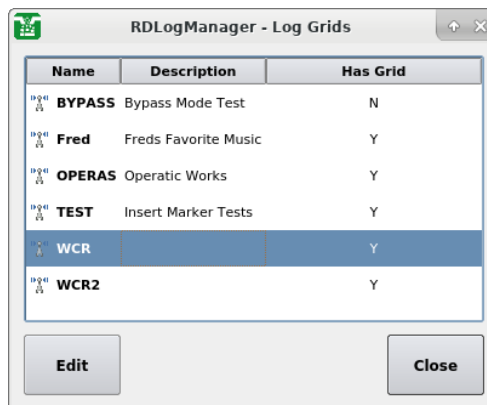 RDLogManager - Log Grids
Name Description Has Grid
BYPASS Bypass Mode Test N
Fred Freds Favorite Music Y
OPERAS Operatic Works Y
TEST Insert Marker Tests Y
WCR Y
WCR2 Y
Edit Close